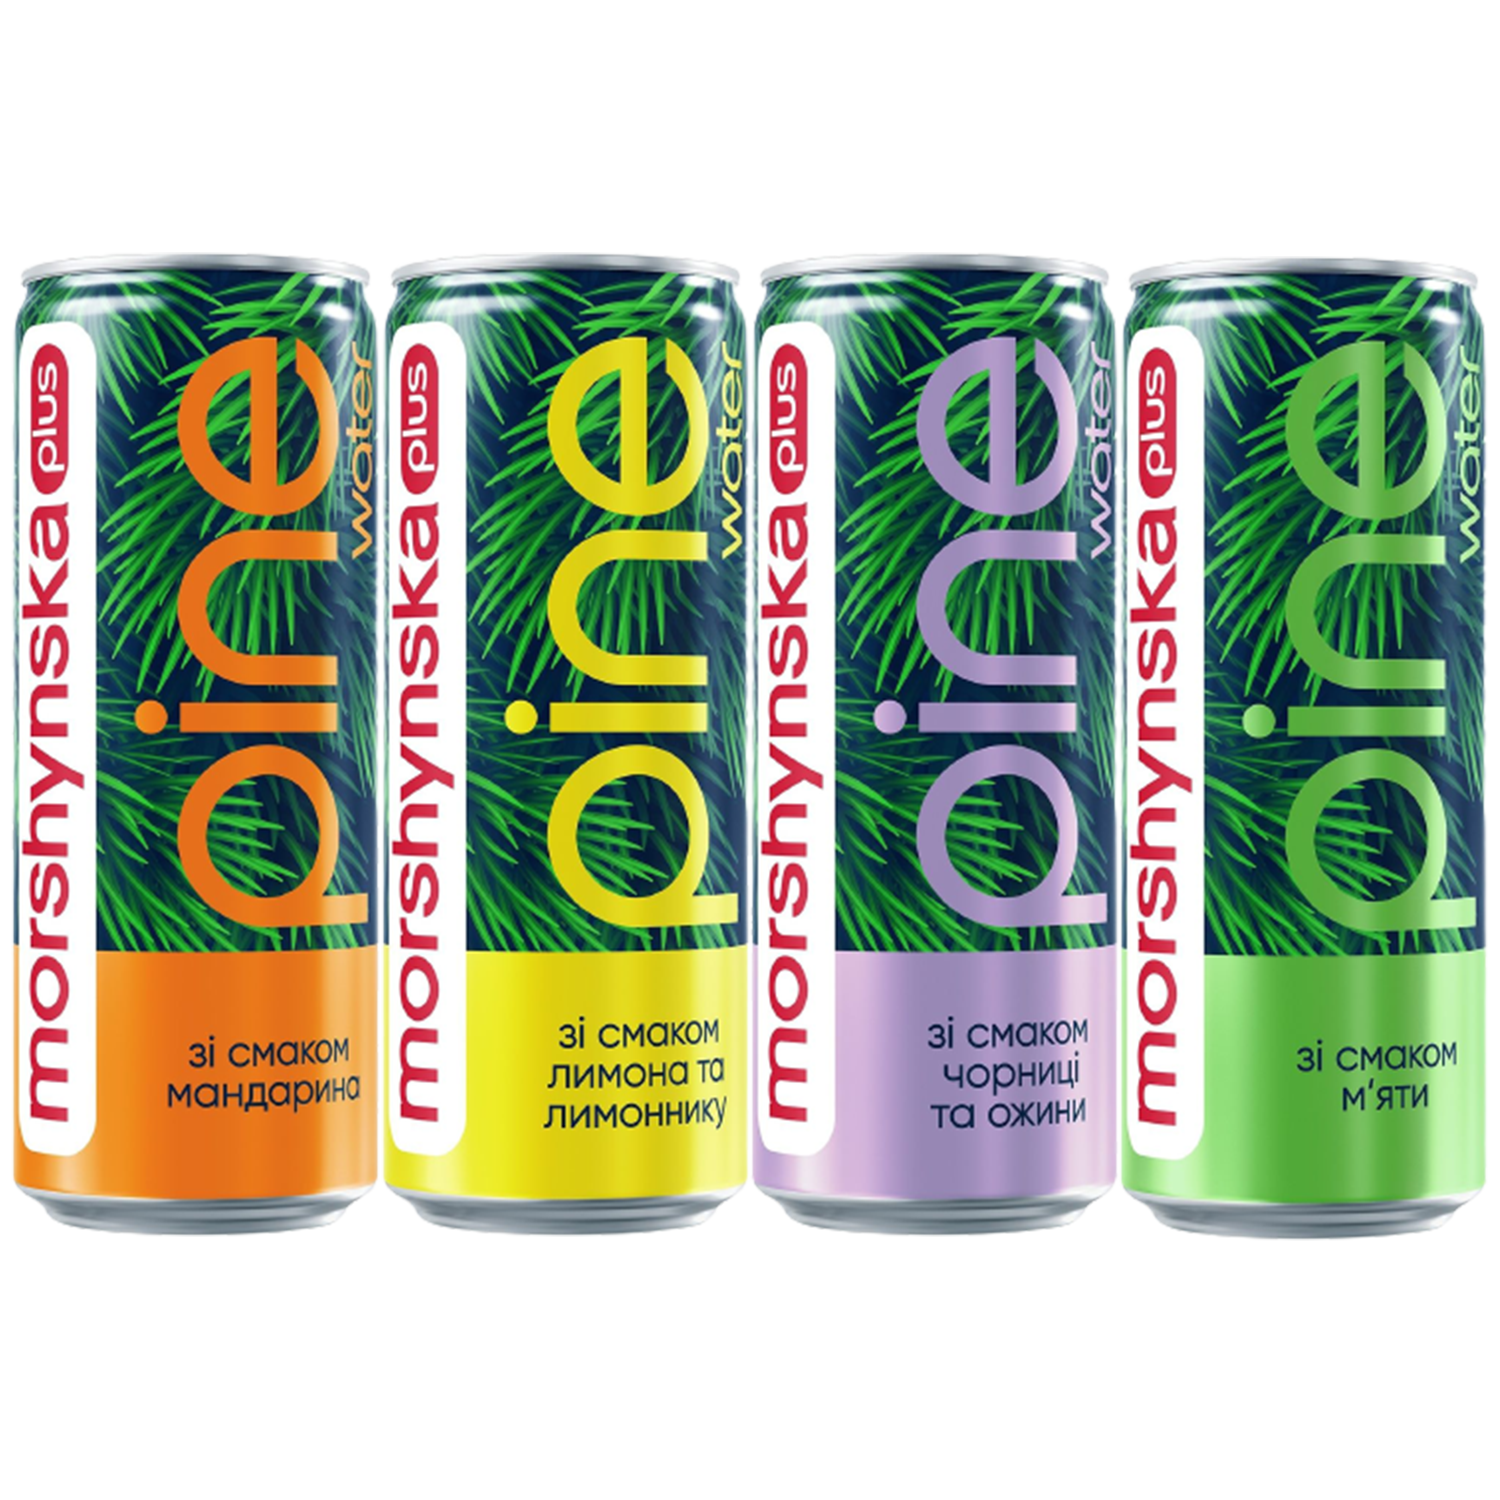 morshynska plus
pine
water
зі смаком
мандарина
morshynska plus
pine
water
зі смаком
лимона та
лимоннику
morshynska plus
pine
water
зі смаком
чорниці
та ожини
morshynska plus
pine
water
зі смаком
м'яти